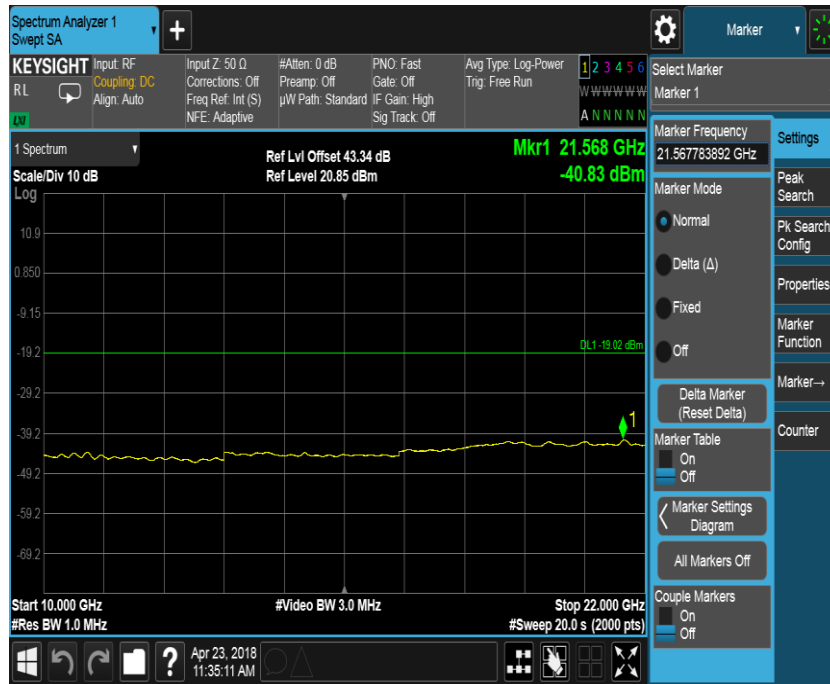 Spectrum Analyzer 1
Swept SA
+
Marker
KEYSIGHT
RL
LXI
Input: RF
Coupling: DC
Align: Auto
Input Z: 50 Ω
Corrections: Off
Freq Ref: Int (S)
NFE: Adaptive
#Atten: 0 dB
Preamp: Off
µW Path: Standard
PNO: Fast
Gate: Off
IF Gain: High
Sig Track: Off
Avg Type: Log-Power
Trig: Free Run
1 2 3 4 5 6
W W W W W W
A N N N N N
Select Marker
Marker 1
1 Spectrum
Scale/Div 10 dB
Log
Ref Lvl Offset 43.34 dB
Ref Level 20.85 dBm
Mkr1 21.568 GHz
-40.83 dBm
10.9
0.850
-9.15
-19.2
-29.2
-39.2
-49.2
-59.2
-69.2
DL1 -19.02 dBm
1
Start 10.000 GHz
#Res BW 1.0 MHz
#Video BW 3.0 MHz
Stop 22.000 GHz
#Sweep 20.0 s (2000 pts)
Marker Frequency
21.567783892 GHz
Marker Mode
Normal
Delta (Δ)
Fixed
Off
Delta Marker
(Reset Delta)
Marker Table
On
Off
Marker Settings
Diagram
All Markers Off
Couple Markers
On
Off
Settings
Peak
Search
Pk Search
Config
Properties
Marker
Function
Marker→
Counter
?
Apr 23, 2018
11:35:11 AM